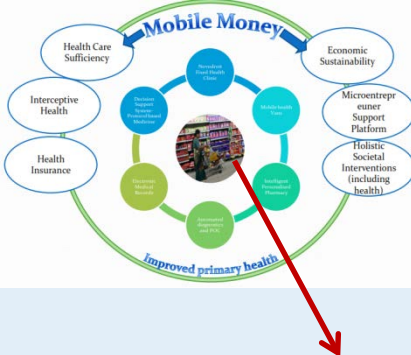 Mobile Money
Health Care
Sufficiency
Interceptive
Health
Health
Insurance
Economic
Sustainability
Microentrepr
euner
Support
Platform
Holistic
Societal
Interventions
(including
health)
Decision
Support
System-
Protocol based
Medicine
Mobile health
Vans
Electronic
Medical
Records
Intelligent
Personalized
Pharmacy
Automated
diagnostics
and POC
Improved primary health